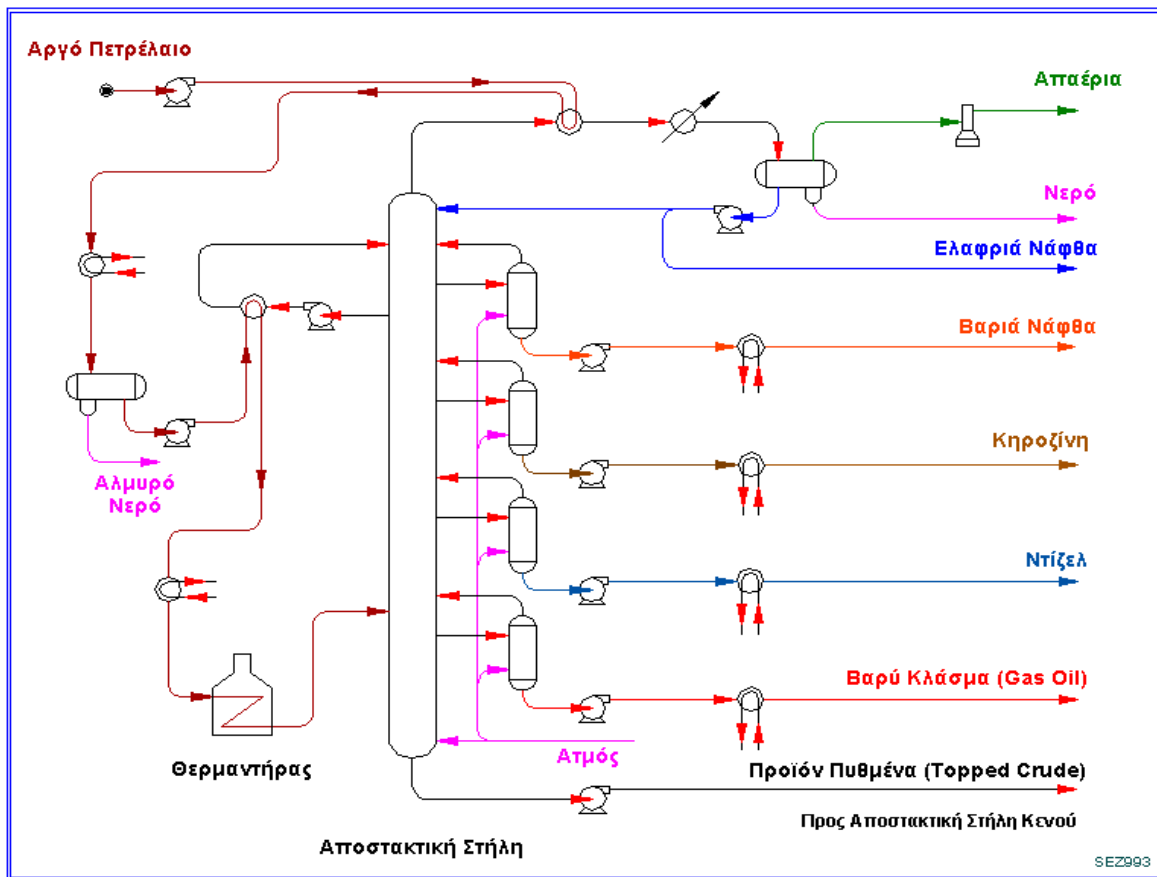 Αργό Πετρέλαιο
Απαέρια
Νερό
Ελαφριά Νάφθα
Βαριά Νάφθα
Κηροζίνη
Αλμυρό
Νερό
Ντίζελ
Βαρύ Κλάσμα (Gas Oil)
Ατμός
Θερμαντήρας
Προϊόν Πυθμένα (Topped Crude)
Προς Αποστακτική Στήλη Κενού
Αποστακτική Στήλη
SEZ993